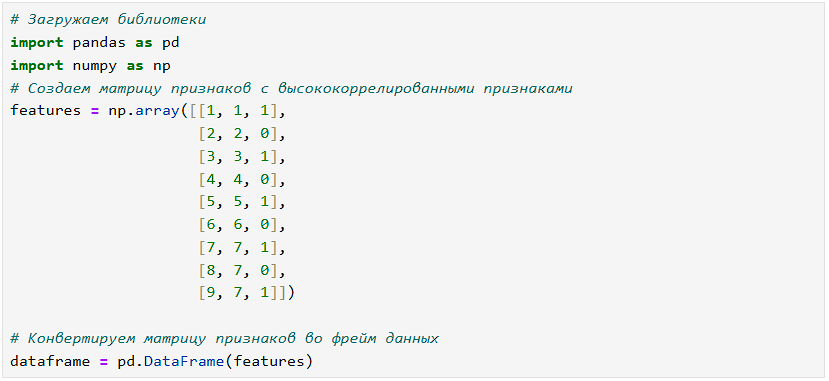 # Загружаем библиотеки
import pandas as pd
import numpy as np
# Создаем матрицу признаков с высококоррелированными признаками
features = np.array([[1, 1, 1],
                     [2, 2, 0],
                     [3, 3, 1],
                     [4, 4, 0],
                     [5, 5, 1],
                     [6, 6, 0],
                     [7, 7, 1],
                     [8, 7, 0],
                     [9, 7, 1]])

# Конвертируем матрицу признаков во фрейм данных
dataframe = pd.DataFrame(features)